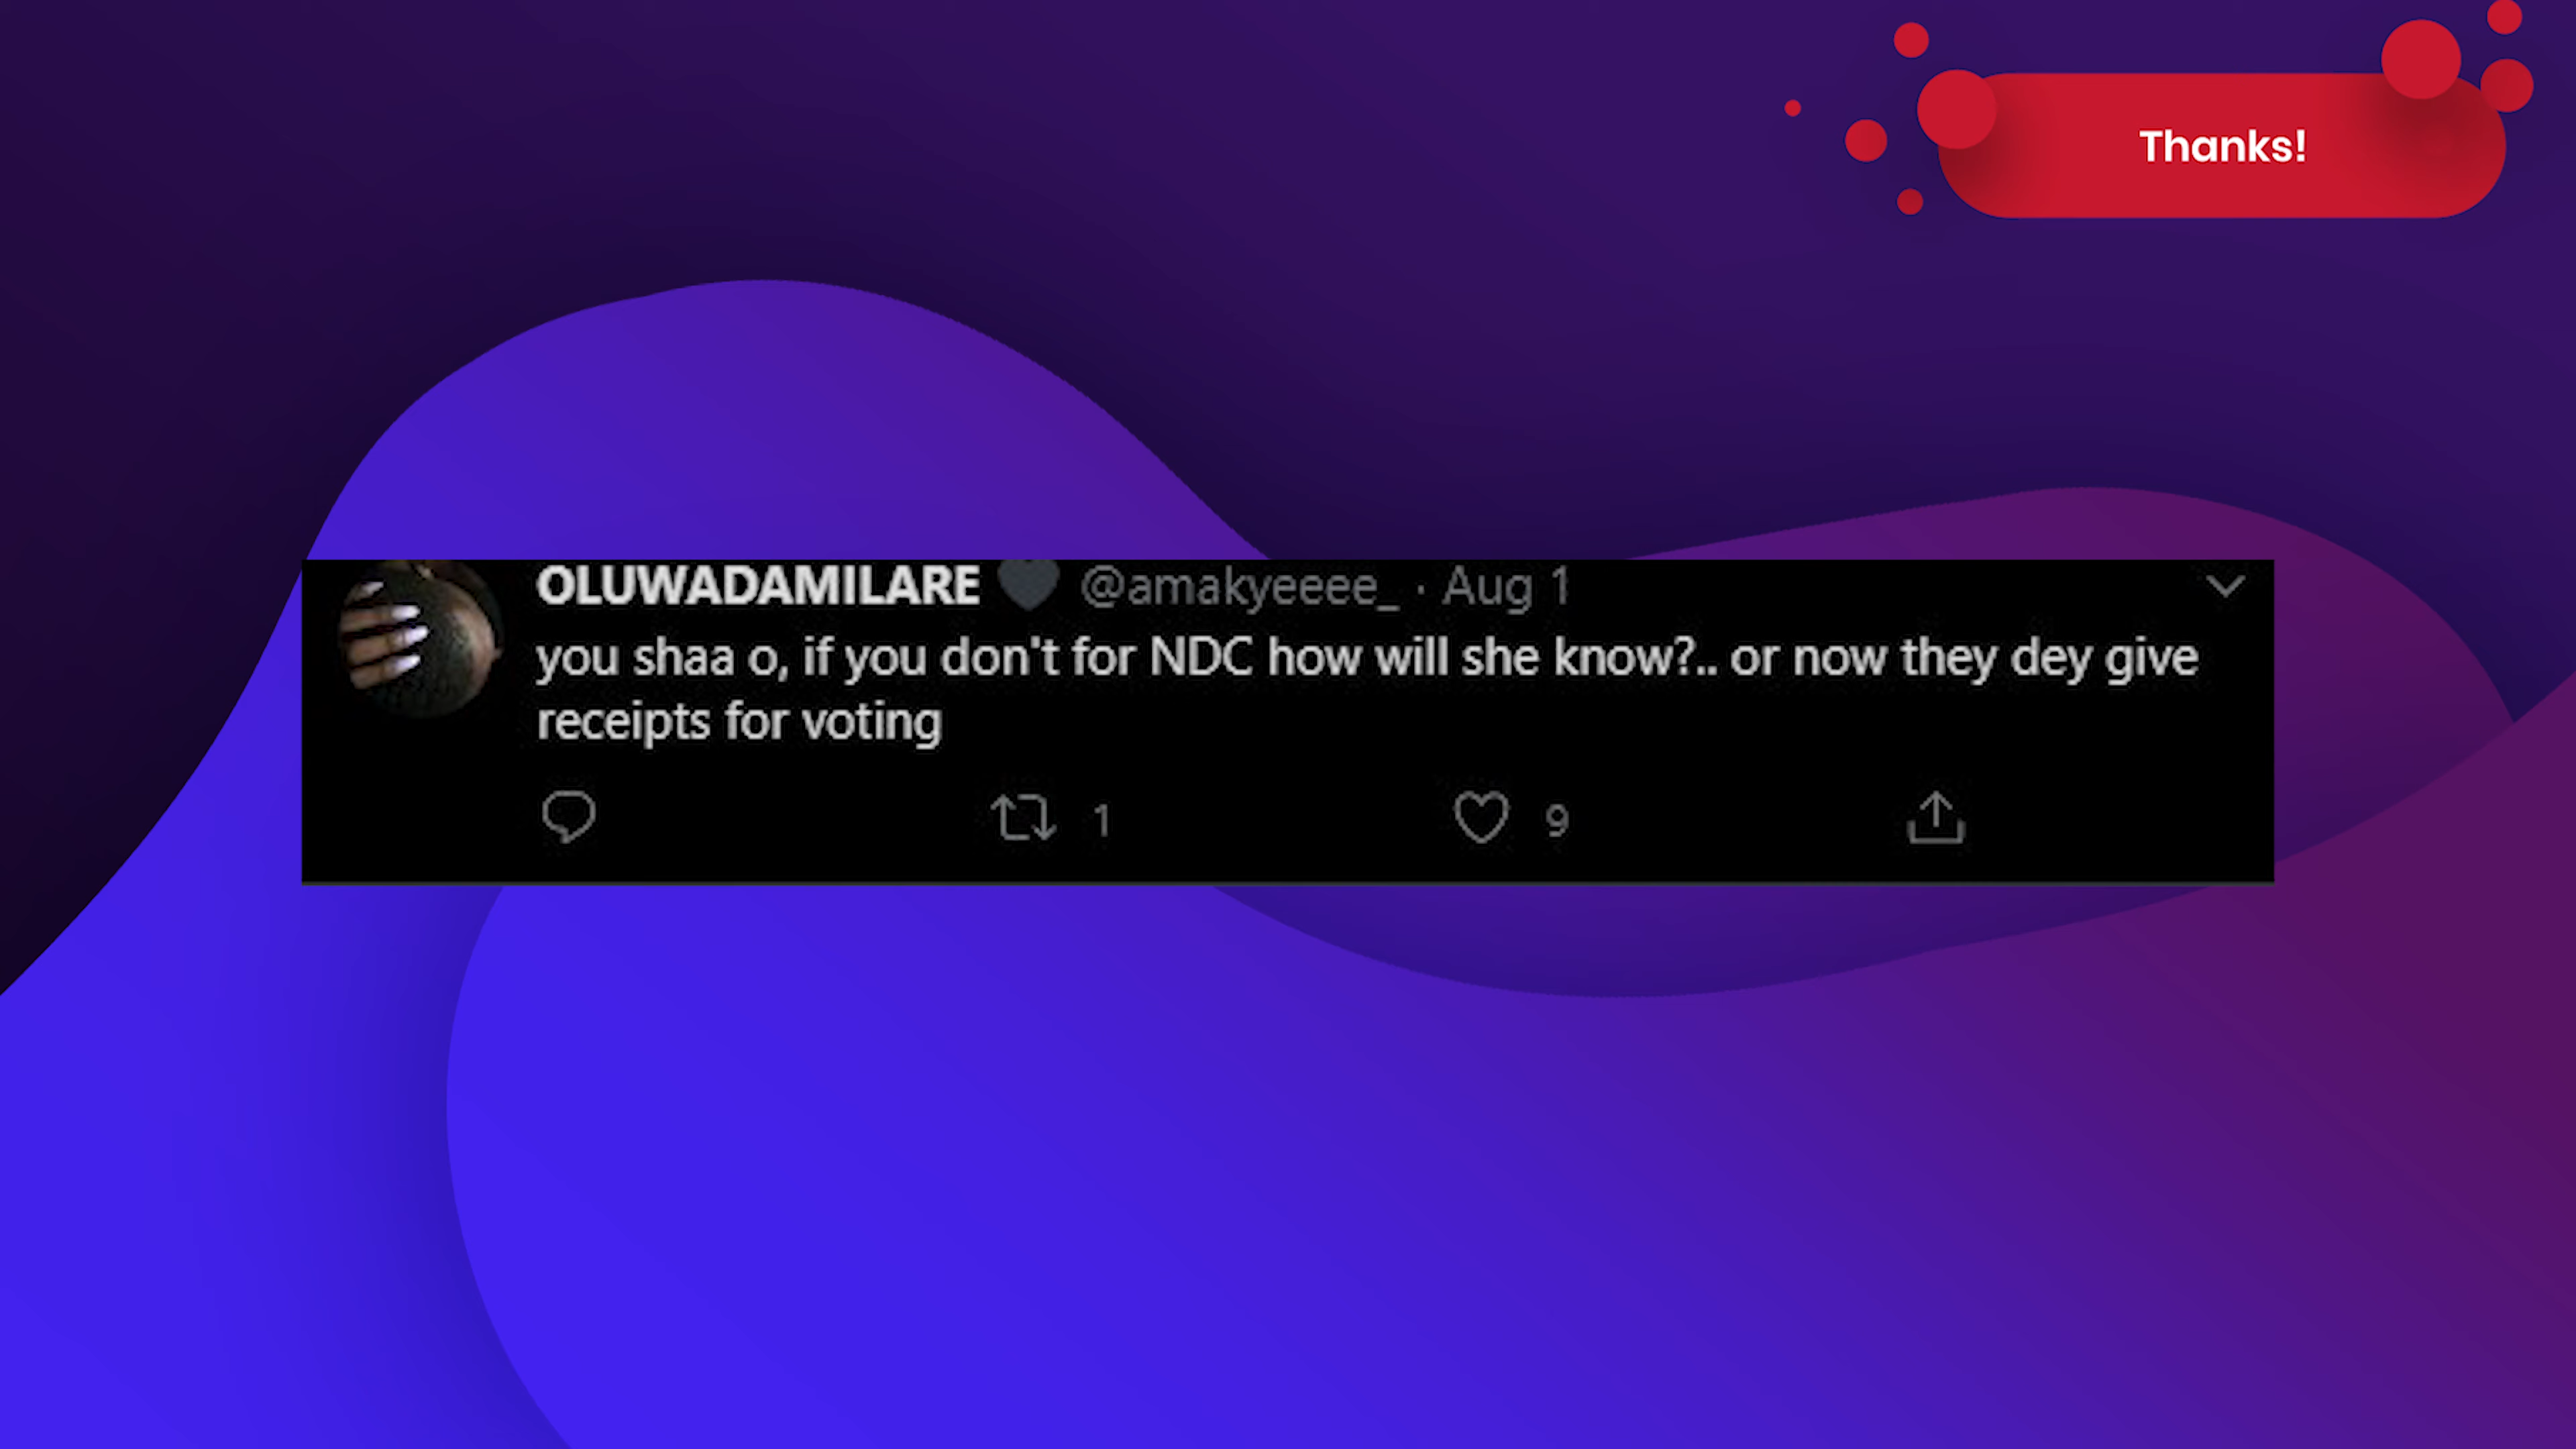 Thanks!
OLUWADAMILARE 🖤 @amakyeeee_ · Aug 1
you shaa o, if you don't for NDC how will she know?.. or now they dey give
receipts for voting
1 9